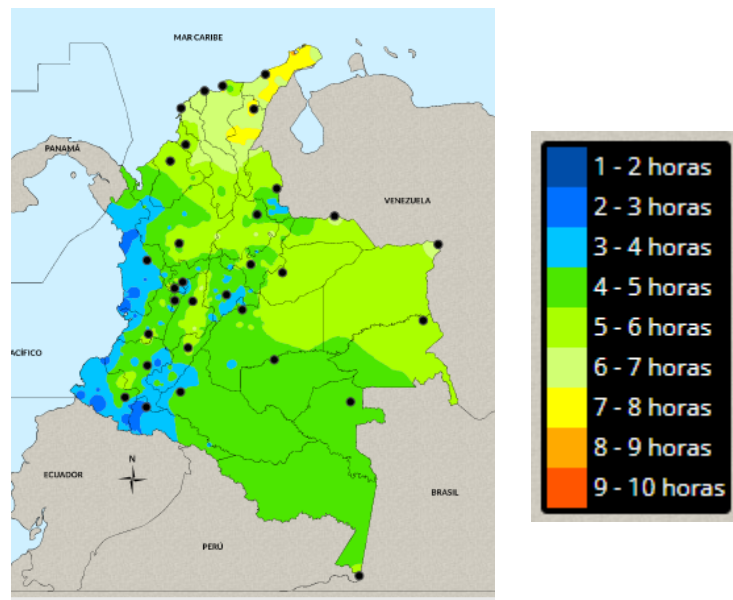 MAR CARIBE
PANAMÁ
VENEZUELA
ACÍFICO
N
ECUADOR
BRASIL
PERÚ
1 - 2 horas
2 - 3 horas
3 - 4 horas
4 - 5 horas
5 - 6 horas
6 - 7 horas
7 - 8 horas
8 - 9 horas
9 - 10 horas